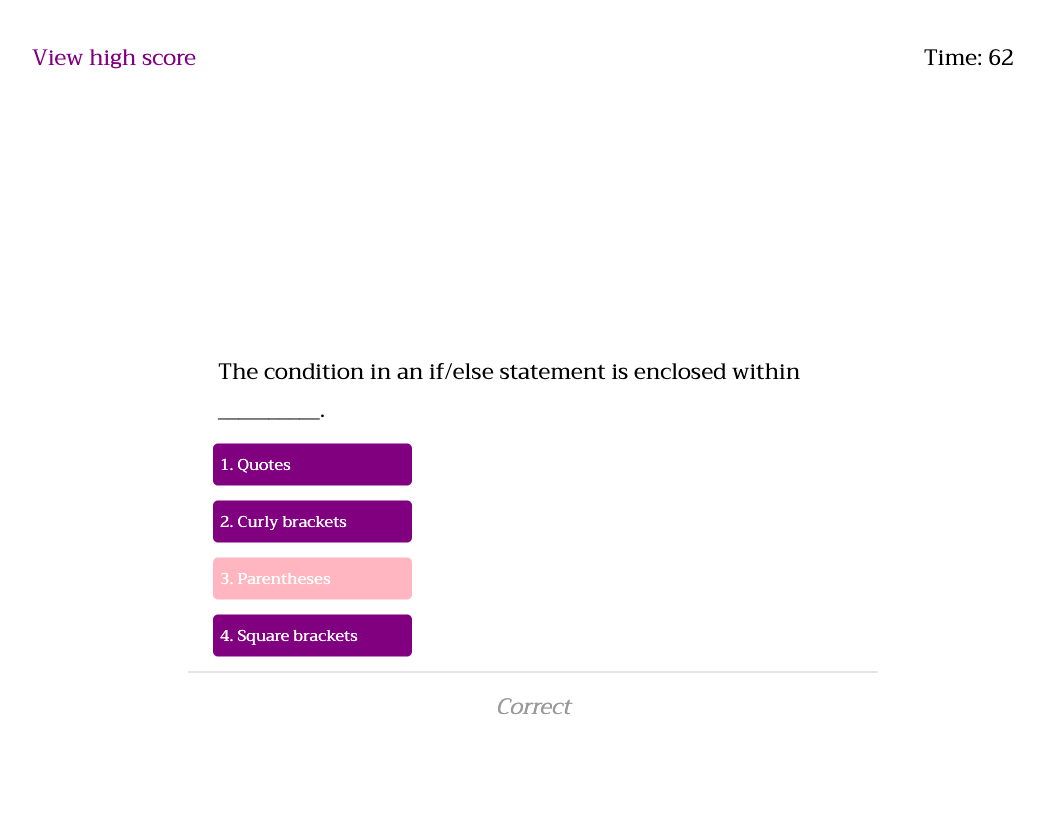 View high score
Time: 62
The condition in an if/else statement is enclosed within
__________.
1. Quotes
2. Curly brackets
3. Parentheses
4. Square brackets
Correct